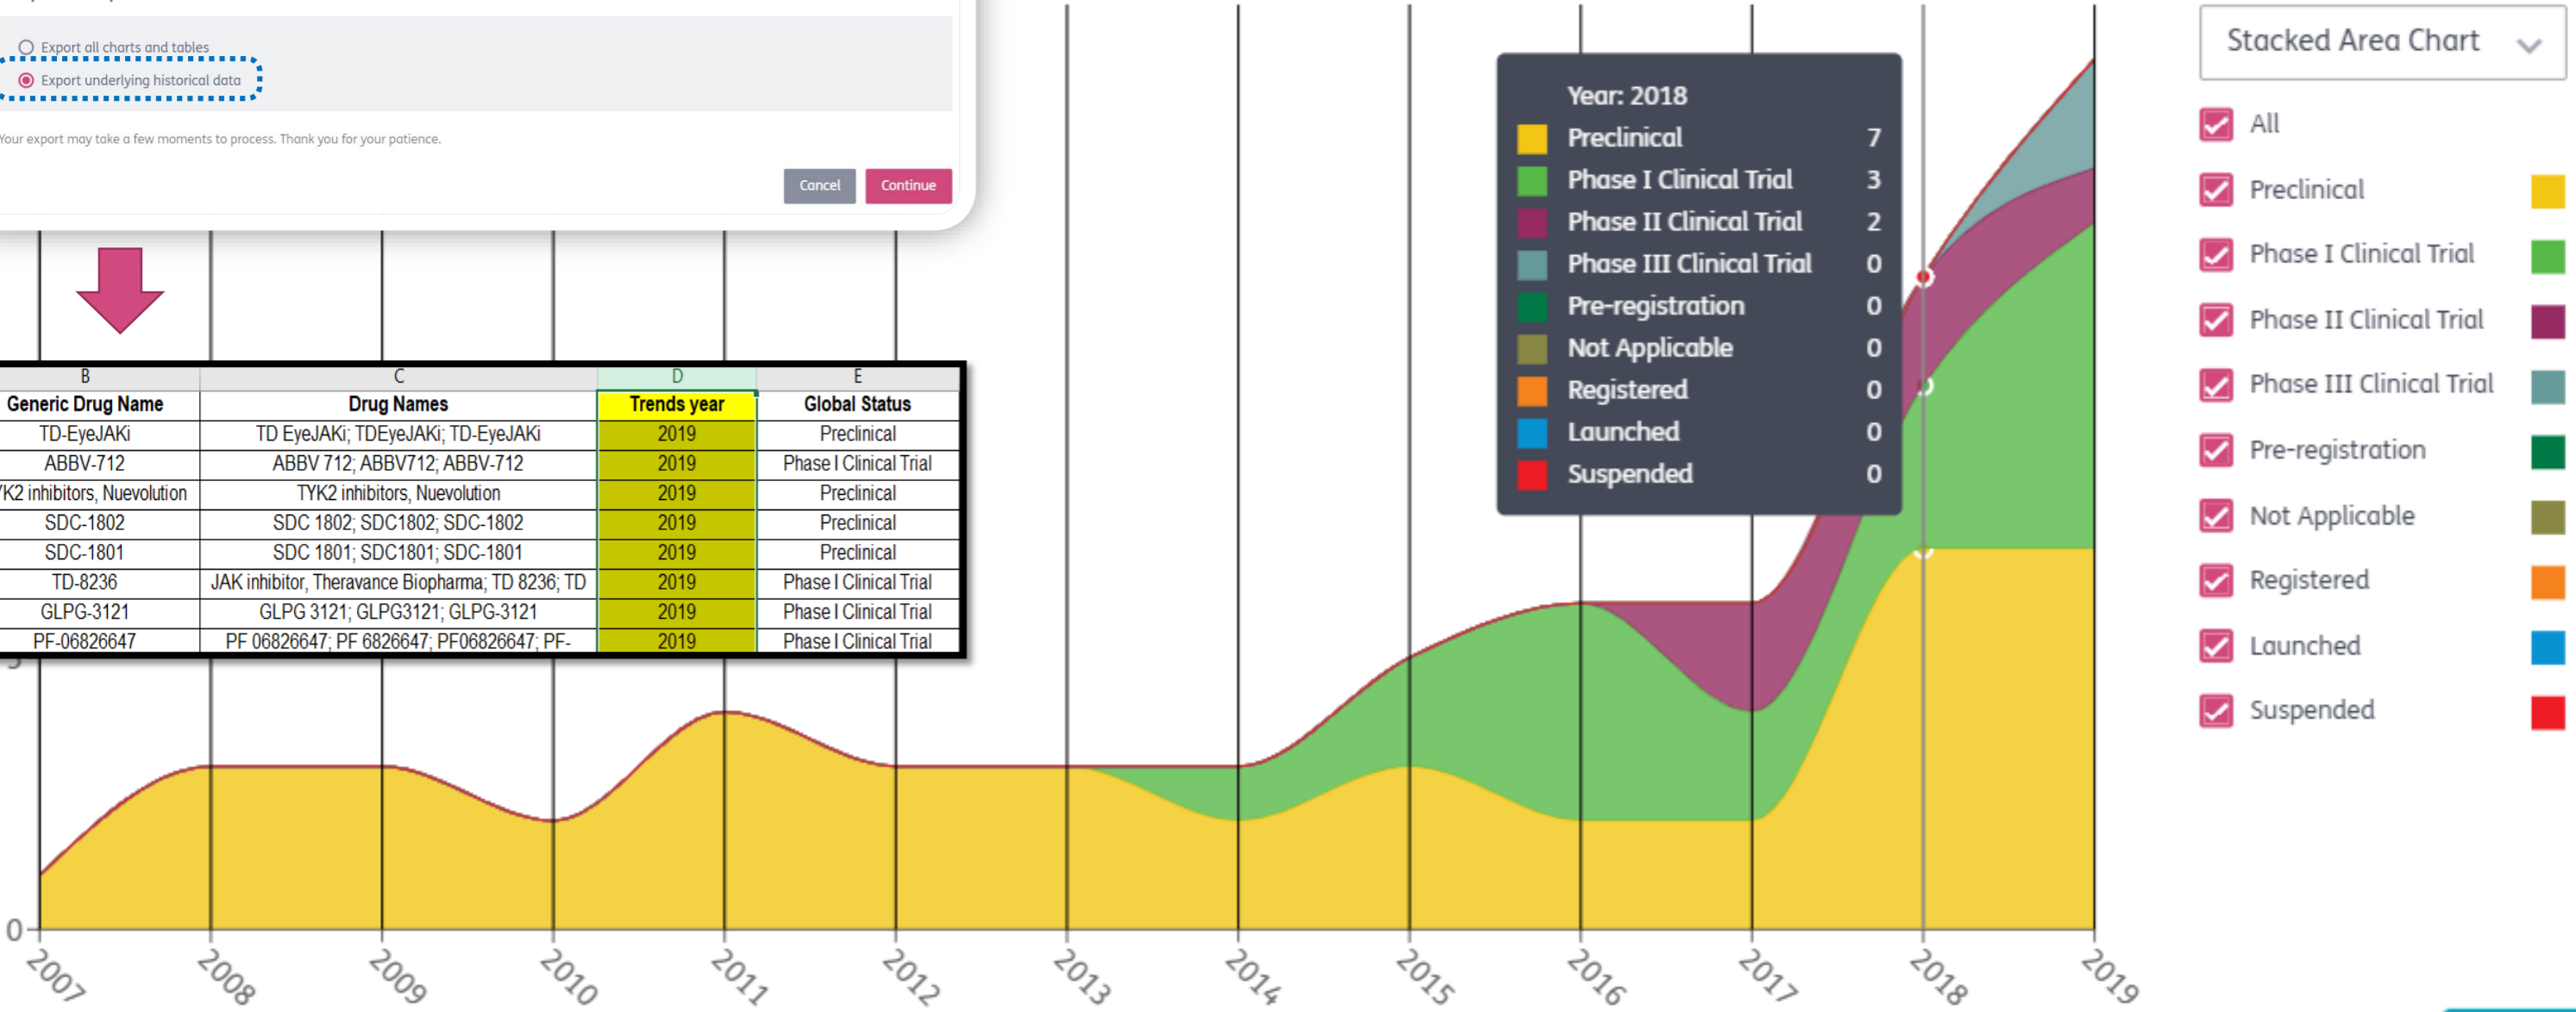 Export all charts and tables
Export underlying historical data
Your export may take a few moments to process. Thank you for your patience.
Cancel Continue
B C D E
Generic Drug Name Drug Names Trends year Global Status
TD-EyeJAKi TD EyeJAKi; TDEyeJAKi; TD-EyeJAKi 2019 Preclinical
ABBV-712 ABBV 712; ABBV712; ABBV-712 2019 Phase I Clinical Trial
YK2 inhibitors, Nuevolution TYK2 inhibitors, Nuevolution 2019 Preclinical
SDC-1802 SDC 1802; SDC1802; SDC-1802 2019 Preclinical
SDC-1801 SDC 1801; SDC1801; SDC-1801 2019 Preclinical
TD-8236 JAK inhibitor, Theravance Biopharma; TD 8236; TD 2019 Phase I Clinical Trial
GLPG-3121 GLPG 3121; GLPG3121; GLPG-3121 2019 Phase I Clinical Trial
PF-06826647 PF 06826647; PF 6826647; PF06826647; PF- 2019 Phase I Clinical Trial
Year: 2018
Preclinical 7
Phase I Clinical Trial 3
Phase II Clinical Trial 2
Phase III Clinical Trial 0
Pre-registration 0
Not Applicable 0
Registered 0
Launched 0
Suspended 0
Stacked Area Chart
All
Preclinical
Phase I Clinical Trial
Phase II Clinical Trial
Phase III Clinical Trial
Pre-registration
Not Applicable
Registered
Launched
Suspended
0
2007 2008 2009 2010 2011 2012 2013 2014 2015 2016 2017 2018 2019